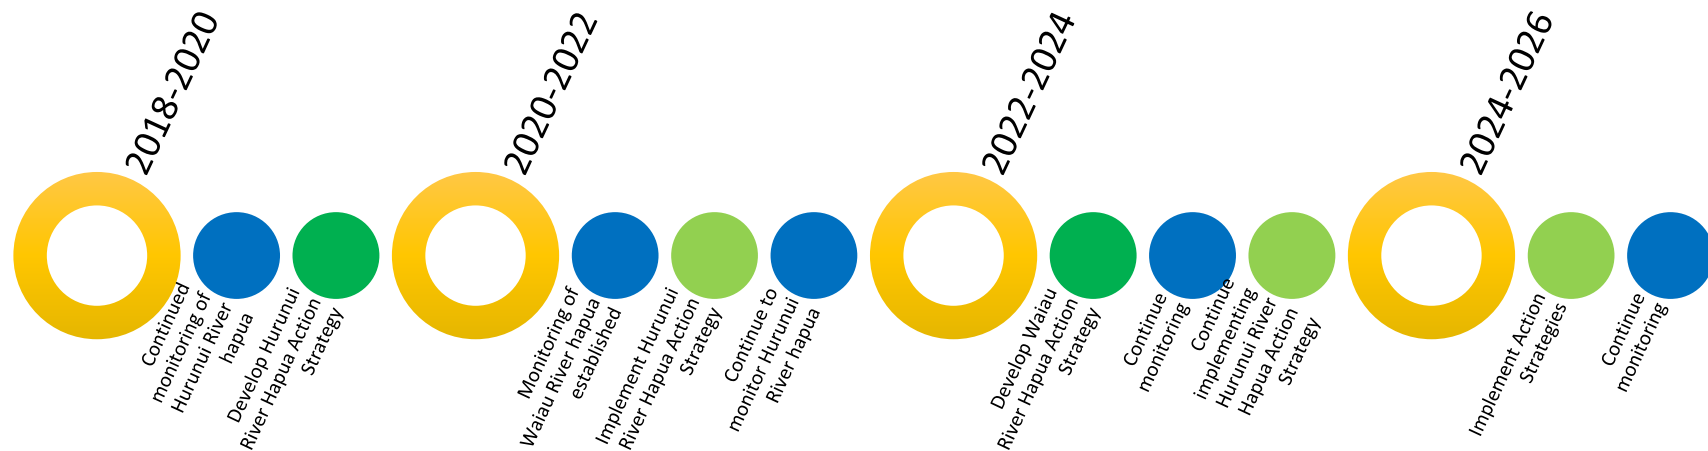 2018-2020
Continued
monitoring of
Hurunui River
hapua
Develop Hurunui
River Hapua Action
Strategy
2020-2022
Monitoring of
Waiau River hapua
established
Implement Hurunui
River Hapua Action
Strategy
Continue to
monitor Hurunui
River hapua
2022-2024
Develop Waiau
River Hapua Action
Strategy
Continue
monitoring
Continue
implementing
Hurunui River
Hapua Action
Strategy
2024-2026
Implement Action
Strategies
Continue
monitoring